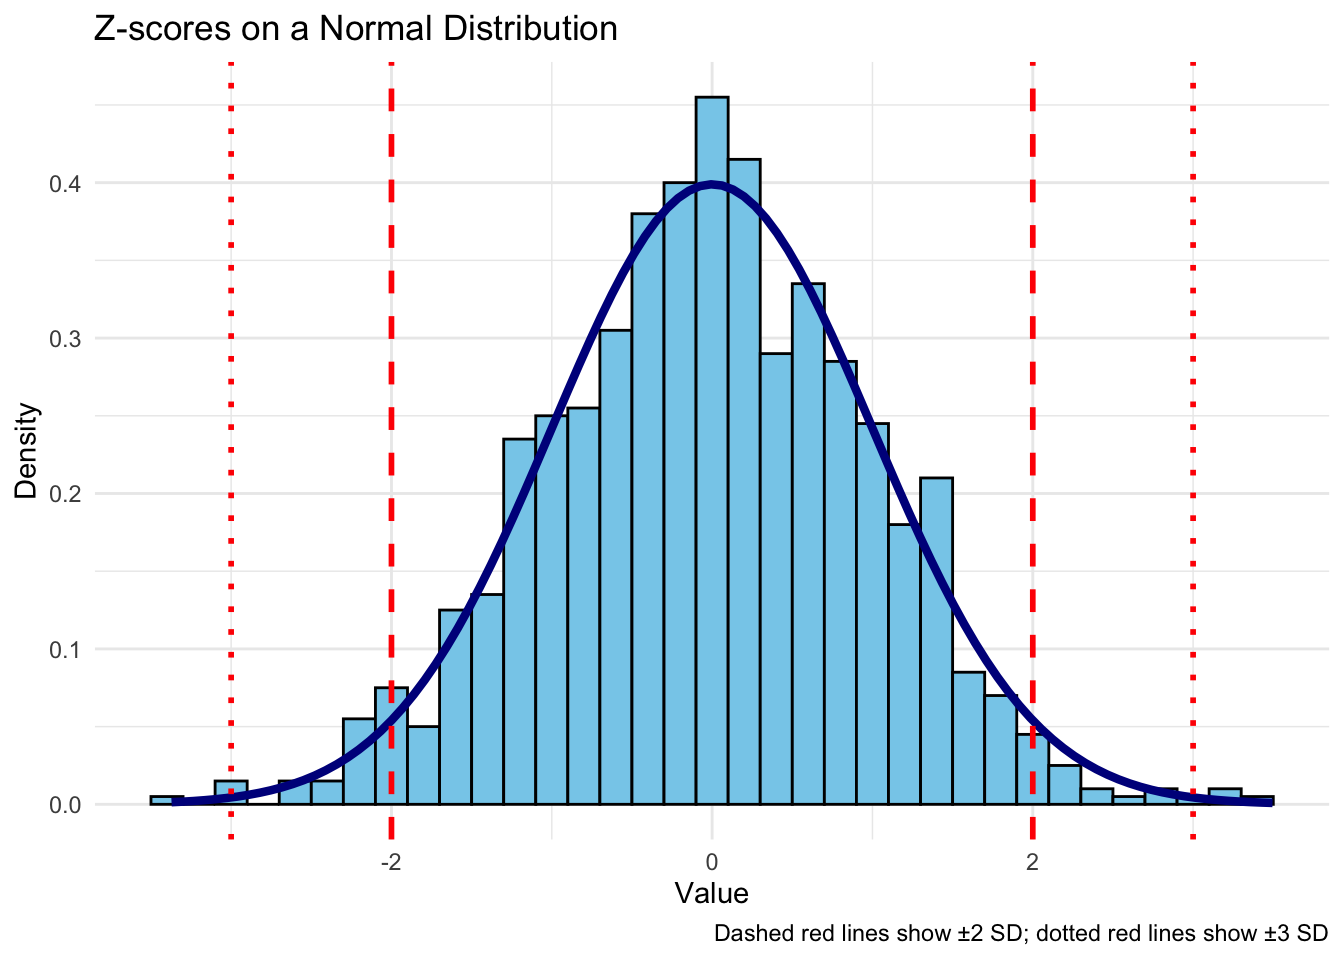 Z-scores on a Normal Distribution
Density
0.4
0.3
0.2
0.1
0.0
-2
0
2
Value
Dashed red lines show ±2 SD; dotted red lines show ±3 SD